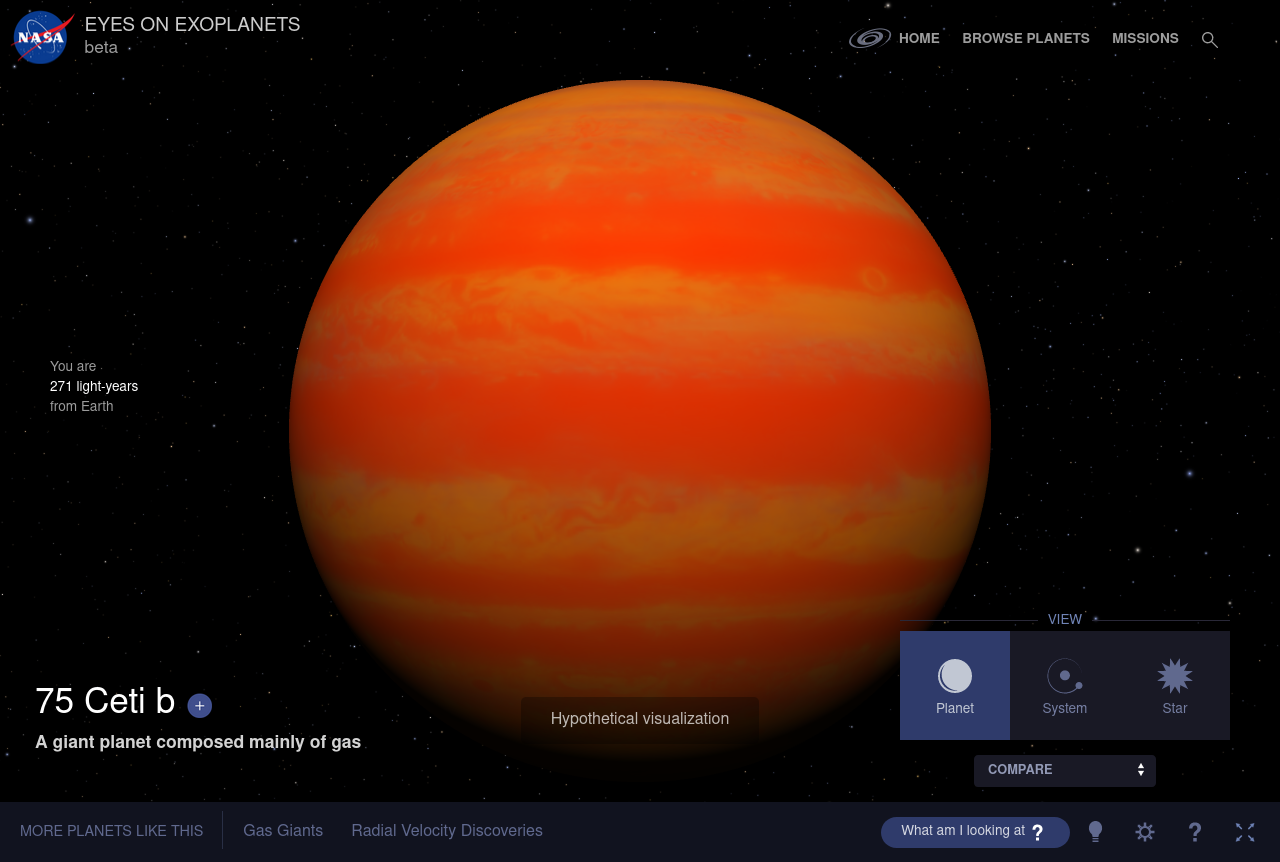 NASA
EYES ON EXOPLANETS
beta
HOME
BROWSE PLANETS
MISSIONS
You are
271 light-years
from Earth
VIEW
Planet
System
Star
75 Ceti b +
A giant planet composed mainly of gas
Hypothetical visualization
COMPARE
MORE PLANETS LIKE THIS
Gas Giants
Radial Velocity Discoveries
What am I looking at ?
?